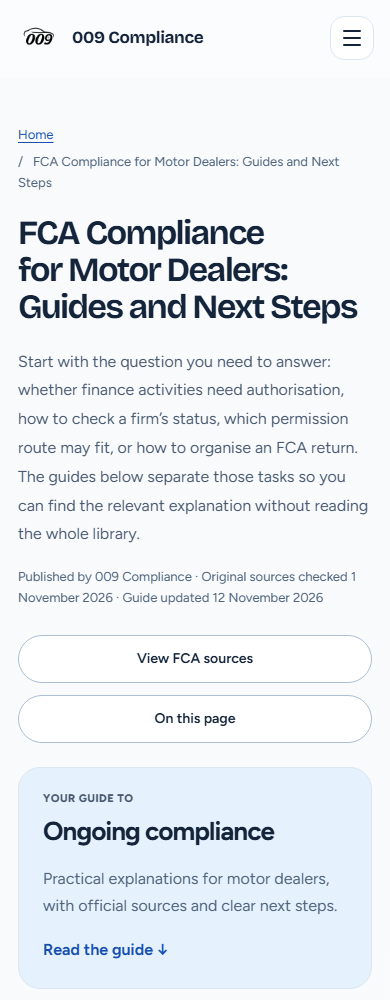 009
009 Compliance
Home
/ FCA Compliance for Motor Dealers: Guides and Next
Steps
FCA Compliance
for Motor Dealers:
Guides and Next Steps
Start with the question you need to answer:
whether finance activities need authorisation,
how to check a firm’s status, which permission
route may fit, or how to organise an FCA return.
The guides below separate those tasks so you
can find the relevant explanation without reading
the whole library.
Published by 009 Compliance · Original sources checked 1
November 2026 · Guide updated 12 November 2026
View FCA sources
On this page
YOUR GUIDE TO
Ongoing compliance
Practical explanations for motor dealers,
with official sources and clear next steps.
Read the guide ↓